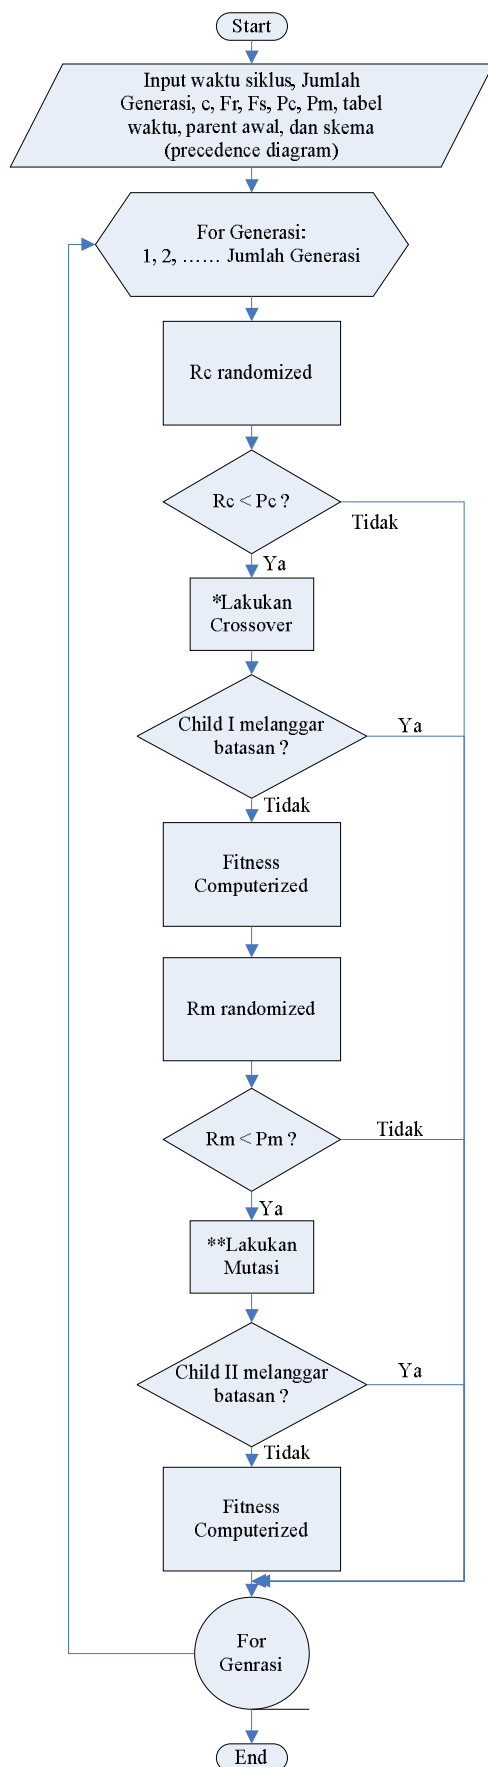 Start
Input waktu siklus, Jumlah
Generasi, c, Fr, Fs, Pc, Pm, tabel
waktu, parent awal, dan skema
(precedence diagram)
For Generasi:
1, 2, …… Jumlah Generasi
Rc randomized
Rc < Pc ?
Tidak
Ya
*Lakukan
Crossover
Child I melanggar
batasan ?
Ya
Tidak
Fitness
Computerized
Rm randomized
Rm < Pm ?
Tidak
Ya
**Lakukan
Mutasi
Child II melanggar
batasan ?
Ya
Tidak
Fitness
Computerized
For
Genrasi
End